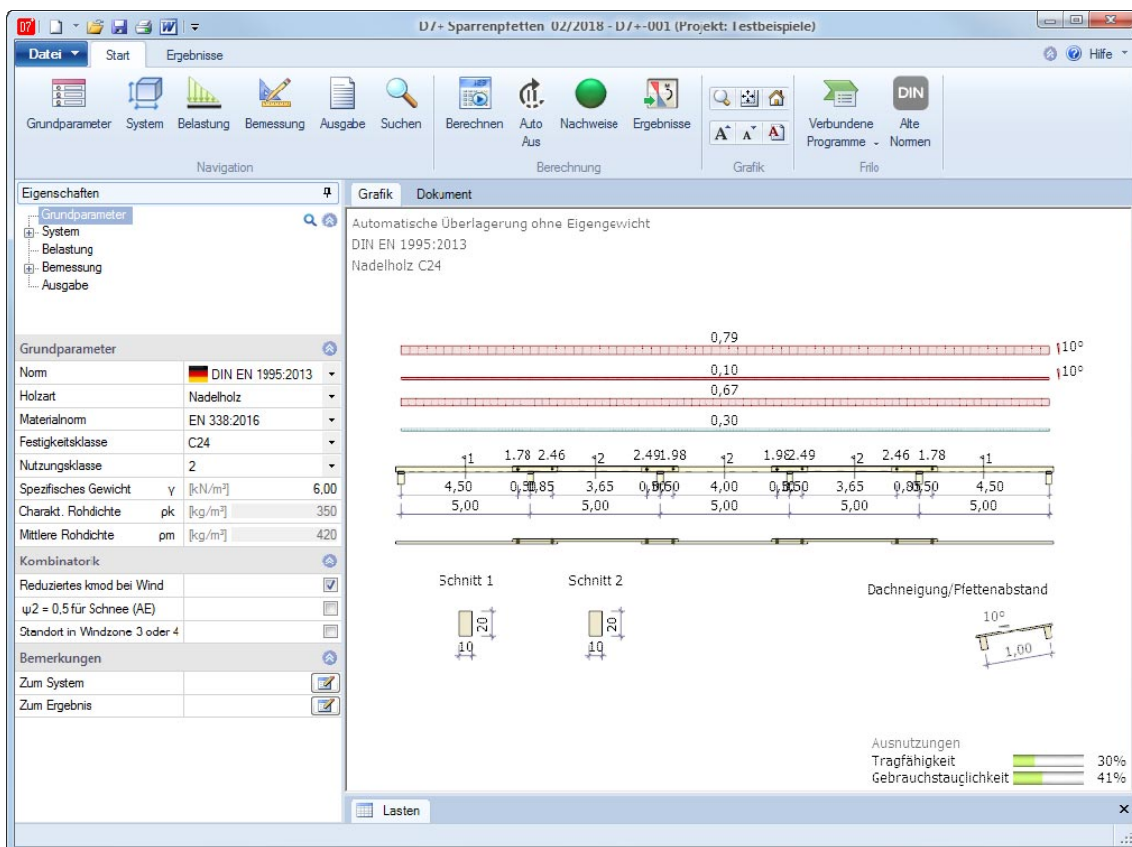 D7+ Sparrenpfetten 02/2018 - D7+-001 (Projekt: Testbeispiele)
Datei Start Ergebnisse Hilfe
Grundparameter System Belastung Bemessung Ausgabe Suchen Berechnen Auto Aus Nachweise Ergebnisse Verbundene Programme Alte Normen
DIN
Navigation Berechnung Grafik Frilo
Eigenschaften
Grundparameter
System
Belastung
Bemessung
Ausgabe
Grundparameter
Norm DIN EN 1995:2013
Holzart Nadelholz
Materialnorm EN 338:2016
Festigkeitsklasse C24
Nutzungsklasse 2
Spezifisches Gewicht γ [kN/m³] 6,00
Charakt. Rohdichte ρk [kg/m³] 350
Mittlere Rohdichte ρm [kg/m³] 420
Kombinatorik
Reduziertes kmod bei Wind
ψ2 = 0,5 für Schnee (AE)
Standort in Windzone 3 oder 4
Bemerkungen
Zum System
Zum Ergebnis
Grafik Dokument
Automatische Überlagerung ohne Eigengewicht
DIN EN 1995:2013
Nadelholz C24
0,79
10°
0,10
10°
0,67
0,30
1 1.78 2.46 2 2.49 1.98 2 1.98 2.49 2 2.46 1.78 1
4,50 3,65 4,00 3,65 4,50
5,00 5,00 5,00 5,00 5,00
Schnitt 1 Schnitt 2 Dachneigung/Pfettenabstand
20 20 10°
10 10 1,00
Ausnutzungen
Tragfähigkeit 30%
Gebrauchstauglichkeit 41%
Lasten